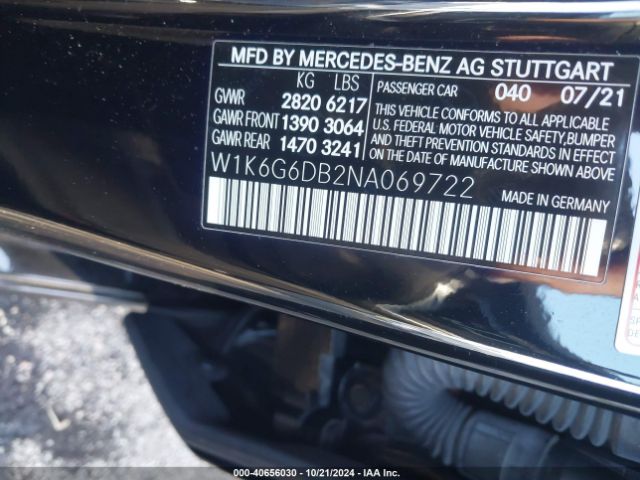 MFD BY MERCEDES-BENZ AG STUTTGART
KG LBS
GVWR 2820 6217
GAWR FRONT 1390 3064
GAWR REAR 1470 3241
PASSENGER CAR 040 07/21
THIS VEHICLE CONFORMS TO ALL APPLICABLE
U.S. FEDERAL MOTOR VEHICLE SAFETY,BUMPER
AND THEFT PREVENTION STANDARDS IN EFFECT
ON THE DATE OF MANUFACTURE SHOWN ABOVE
W1K6G6DB2NA069722
MADE IN GERMANY
000-40656030 - 10/21/2024 - IAA Inc.